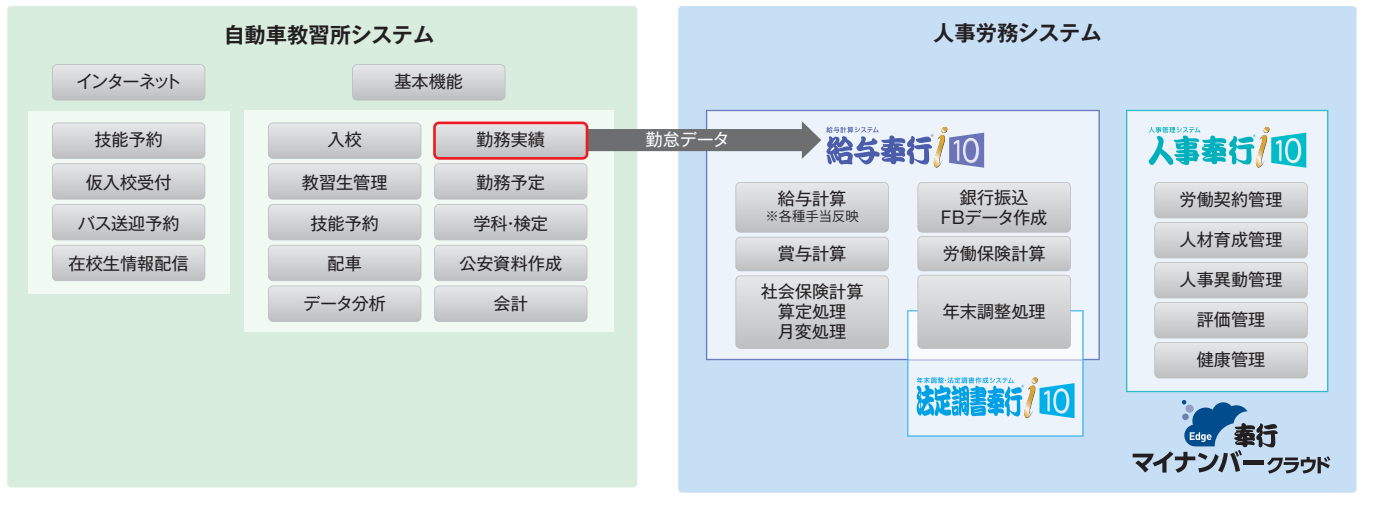 自動車教習所システム
インターネット
基本機能
技能予約
仮入校受付
バス送迎予約
在校生情報配信
入校
勤務実績
教習生管理
勤務予定
技能予約
学科・検定
配車
公安資料作成
データ分析
会計
勤怠データ
人事労務システム
給与計算システム
給与奉行i10
給与計算
※各種手当反映
銀行振込
FBデータ作成
賞与計算
労働保険計算
社会保険計算
算定処理
月変処理
年末調整処理
年末調整・法定調書作成システム
法定調書奉行i10
人事管理システム
人事奉行i10
労働契約管理
人材育成管理
人事異動管理
評価管理
健康管理
Edge 奉行
マイナンバークラウド